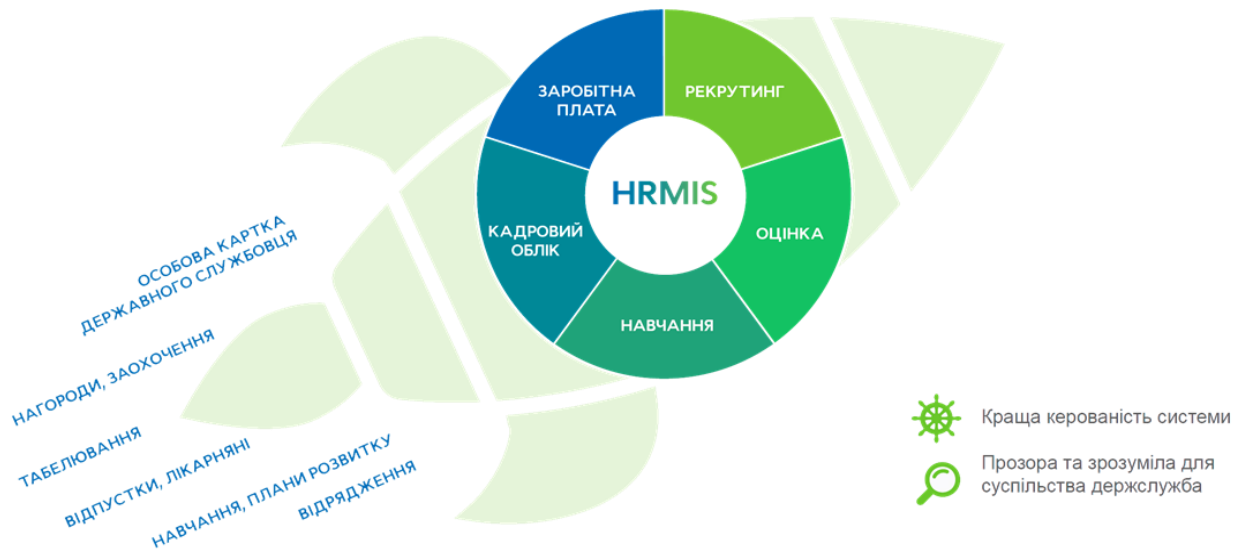 ЗАРОБІТНА
ПЛАТА
РЕКРУТИНГ
HRMIS
КАДРОВИЙ
ОБЛІК
ОЦІНКА
НАВЧАННЯ
ОСОБОВА КАРТКА
ДЕРЖАВНОГО СЛУЖБОВЦЯ
НАГОРОДИ, ЗАОХОЧЕННЯ
ТАБЕЛЮВАННЯ
ВІДПУСТКИ, ЛІКАРНЯНІ
НАВЧАННЯ, ПЛАНИ РОЗВИТКУ
ВІДРЯДЖЕННЯ
Краща керованість системи
Прозора та зрозуміла для
суспільства держслужба